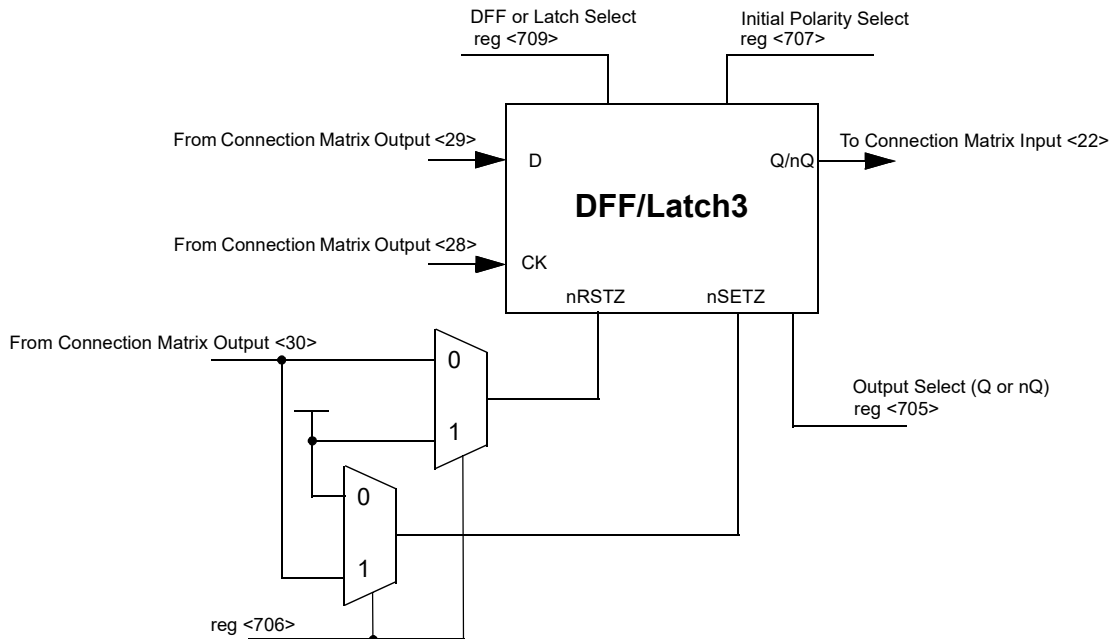 DFF or Latch Select
reg <709>
Initial Polarity Select
reg <707>
From Connection Matrix Output <29>
D
Q/nQ
To Connection Matrix Input <22>
DFF/Latch3
From Connection Matrix Output <28>
CK
nRSTZ
nSETZ
From Connection Matrix Output <30>
0
1
Output Select (Q or nQ)
reg <705>
0
1
reg <706>